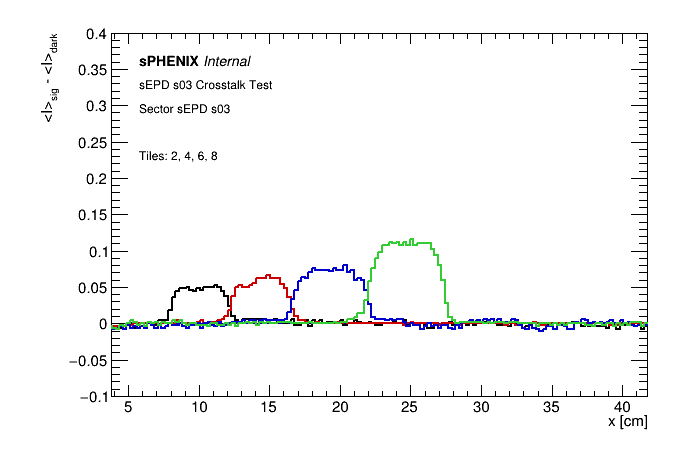 <I>sig - <I>dark
0.4
0.35
0.3
0.25
0.2
0.15
0.1
0.05
0
−0.05
−0.1
sPHENIX Internal
sEPD s03 Crosstalk Test
Sector sEPD s03
Tiles: 2, 4, 6, 8
5 10 15 20 25 30 35 40
x [cm]